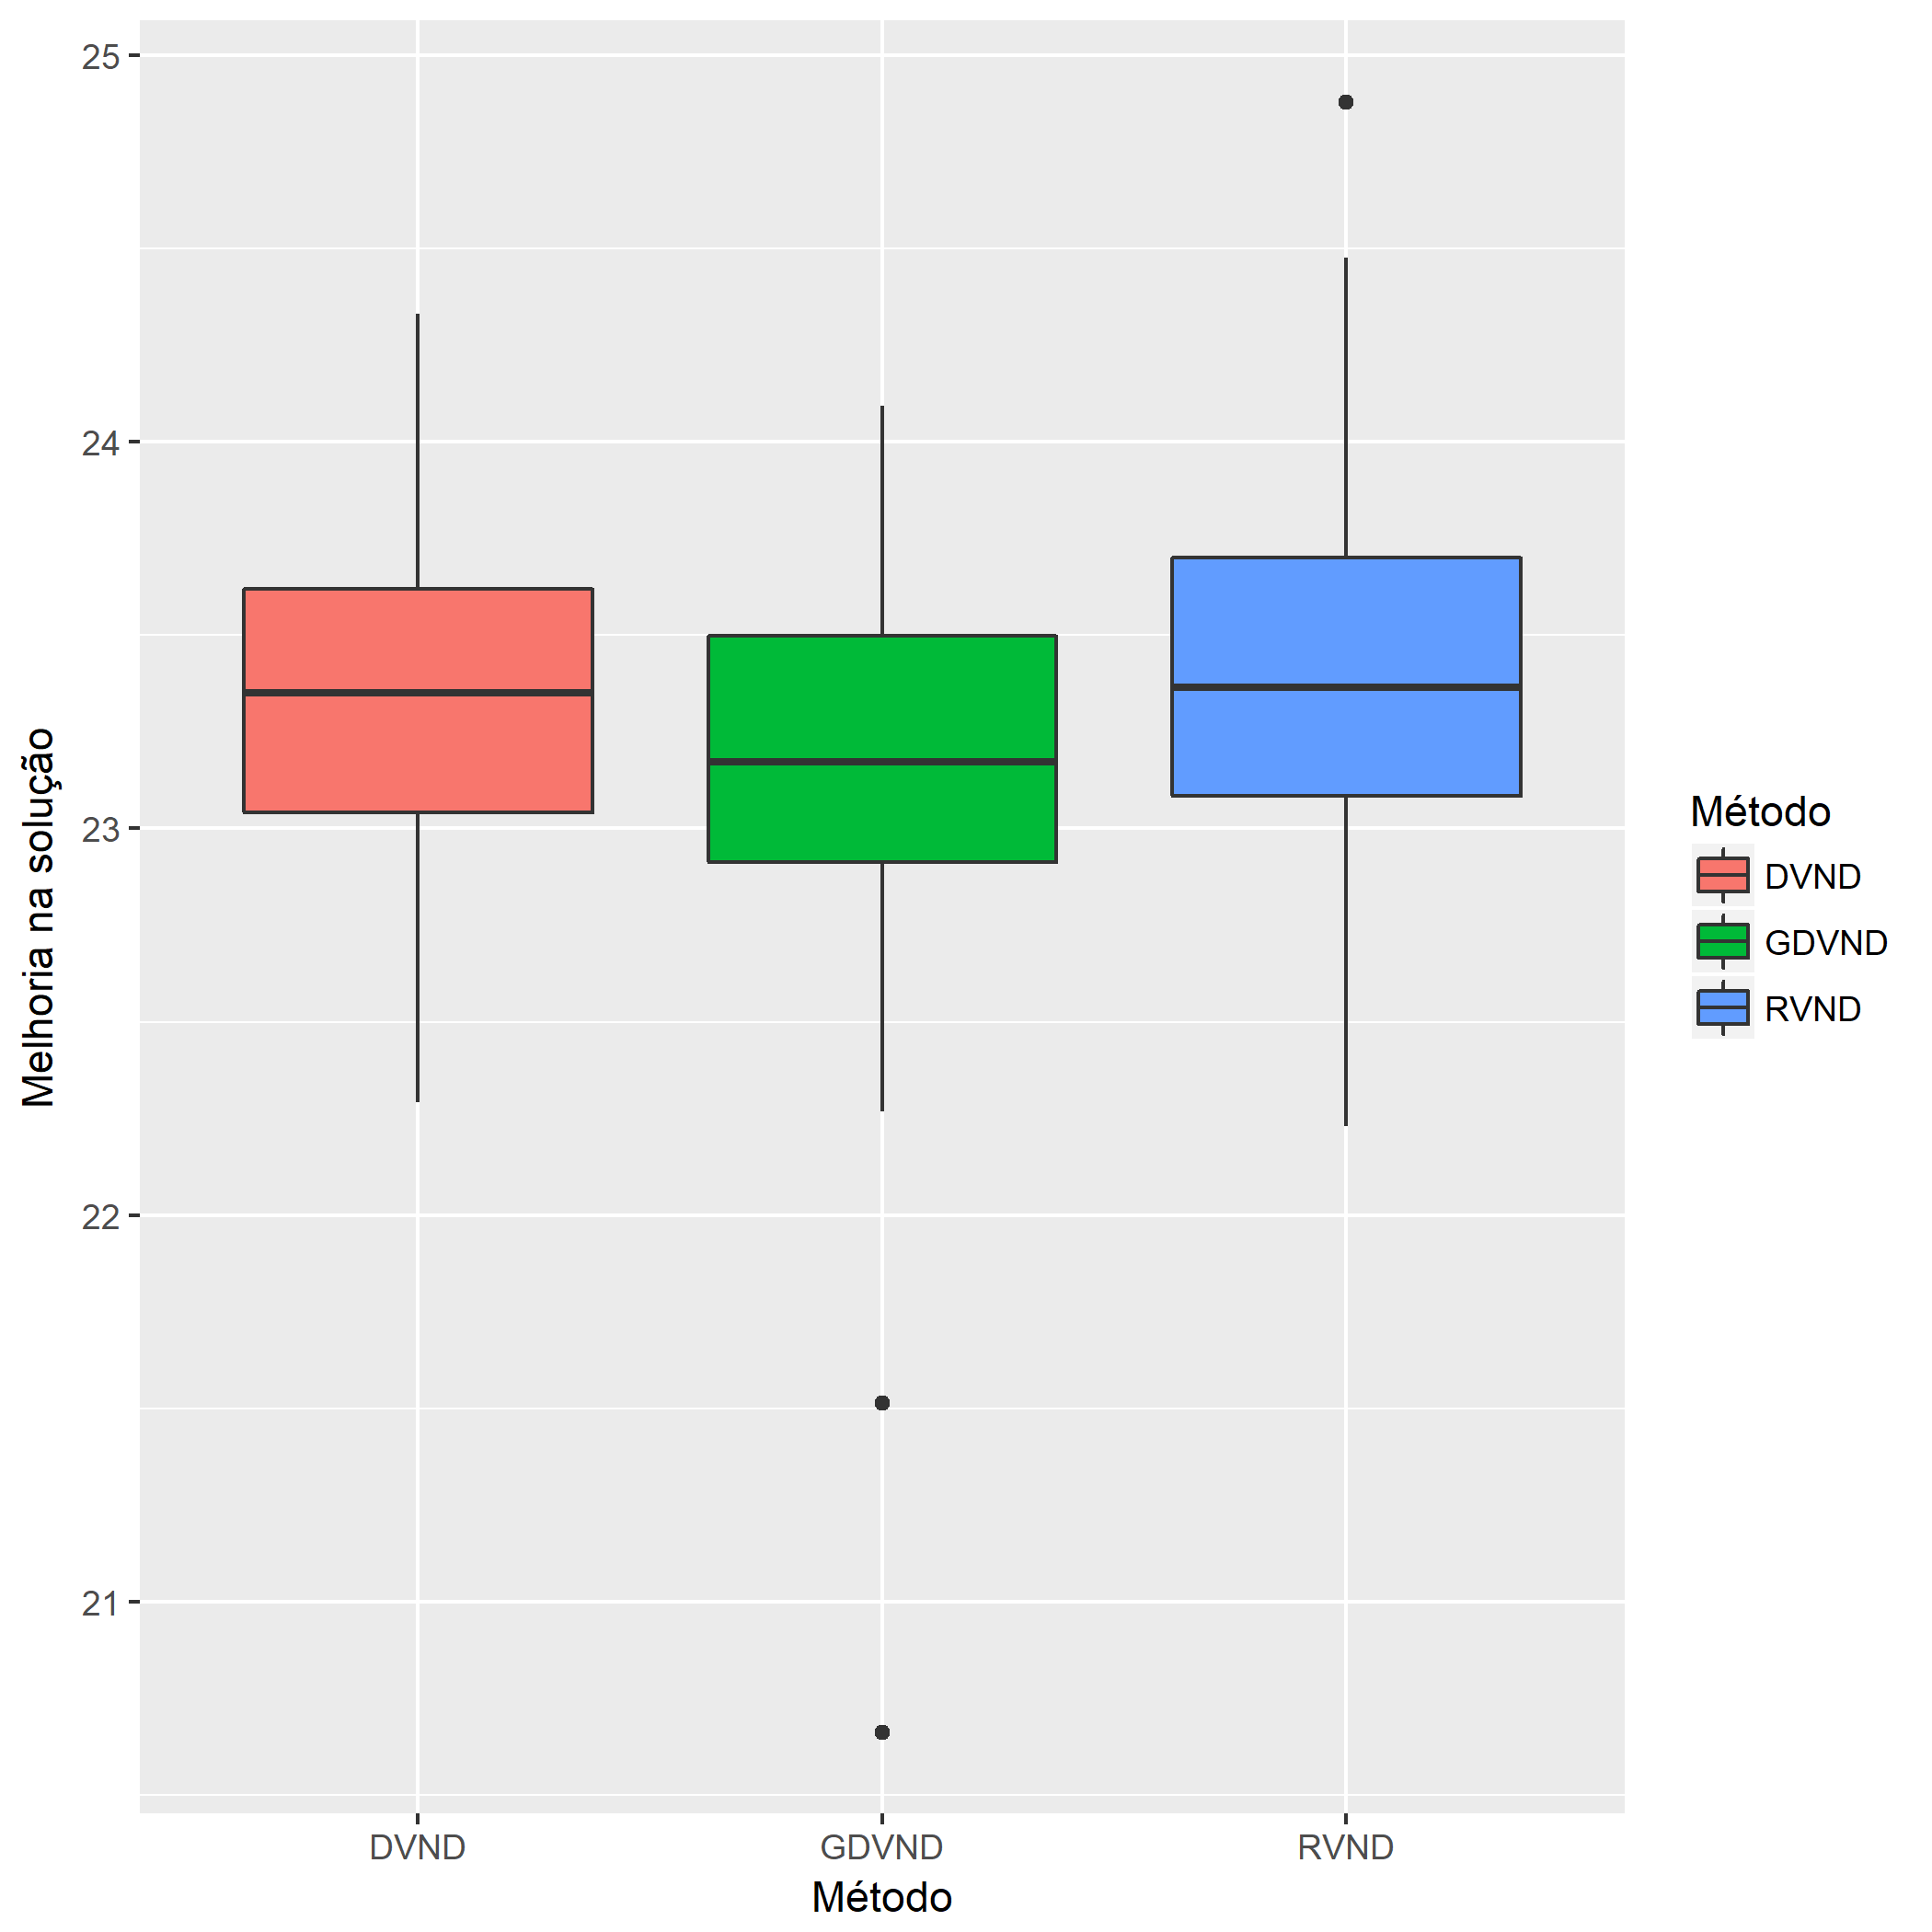 Melhoria na solução
25
24
23
22
21
DVND
GDVND
RVND
Método
Método
DVND
GDVND
RVND